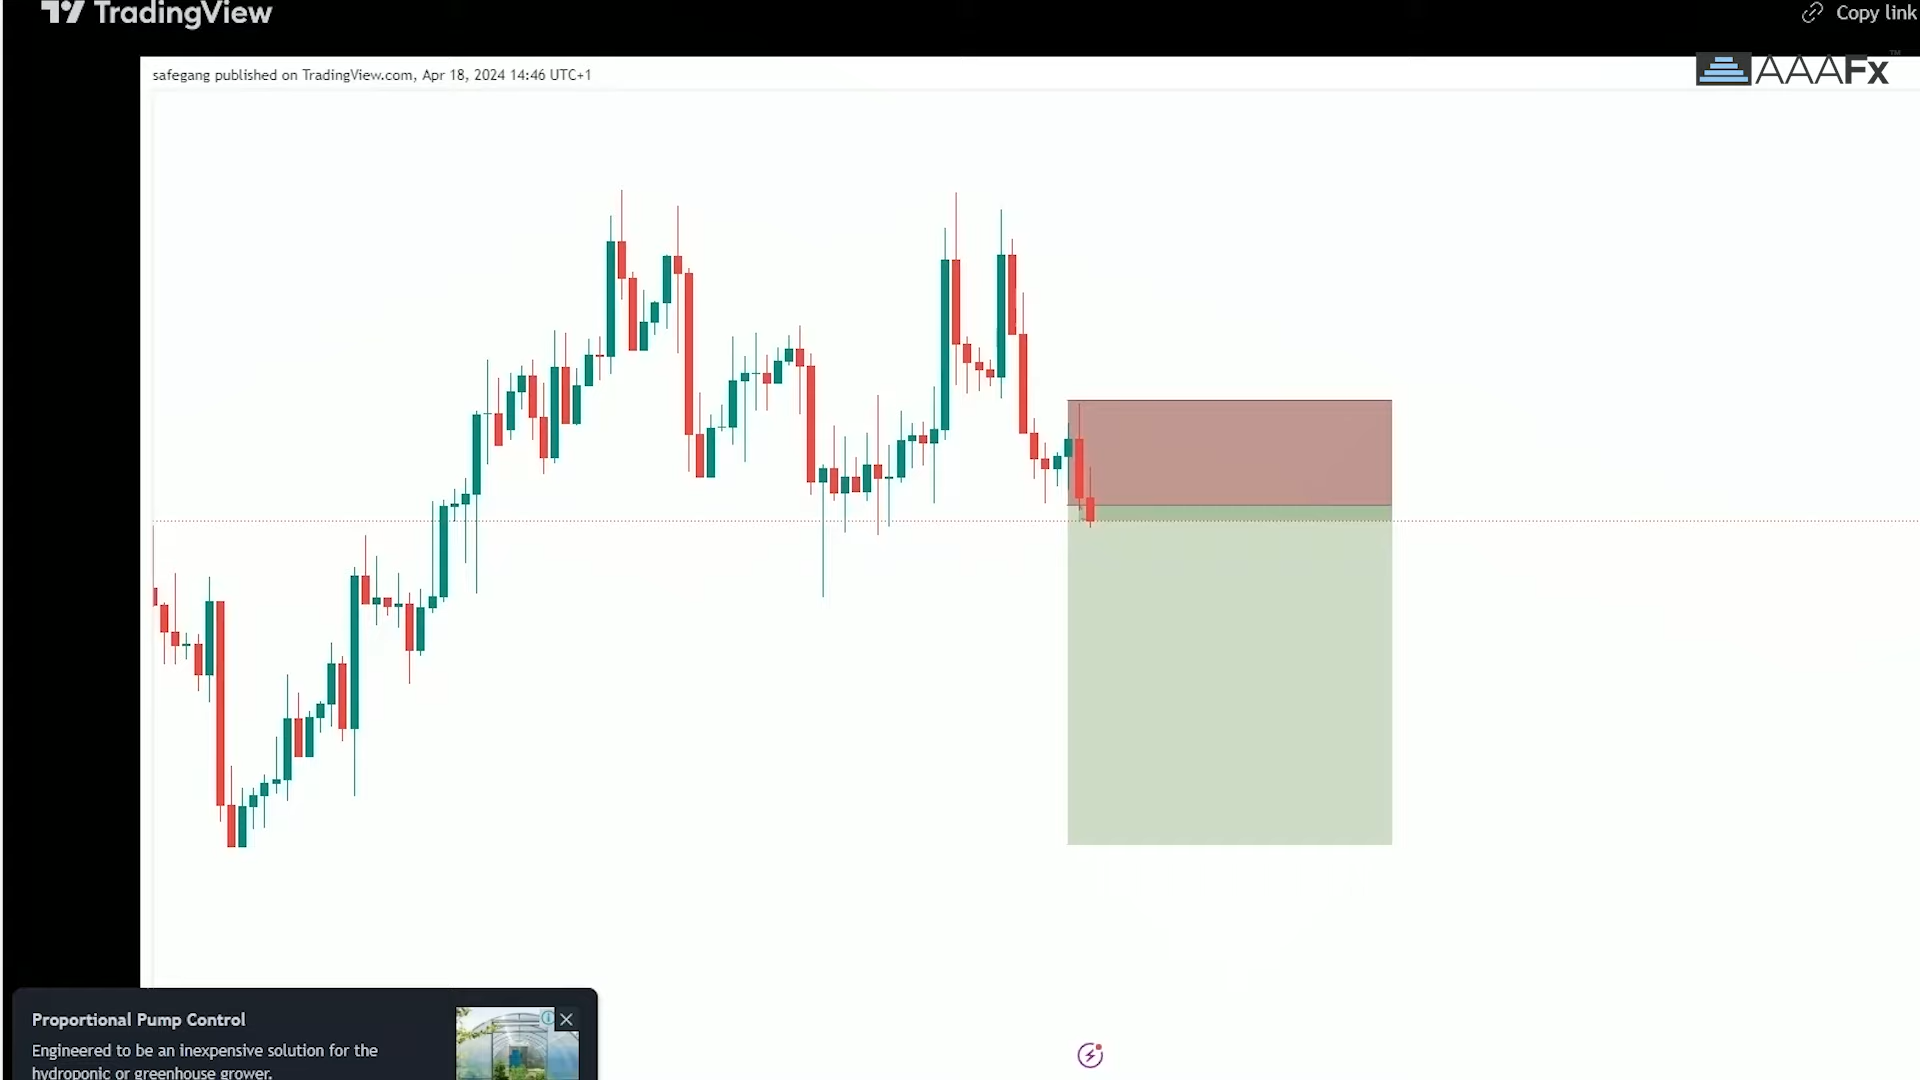 TradingView
Copy link
safegang published on TradingView.com, Apr 18, 2024 14:46 UTC+1
AAAFx™
Proportional Pump Control
Engineered to be an inexpensive solution for the
hydroponic or greenhouse grower.